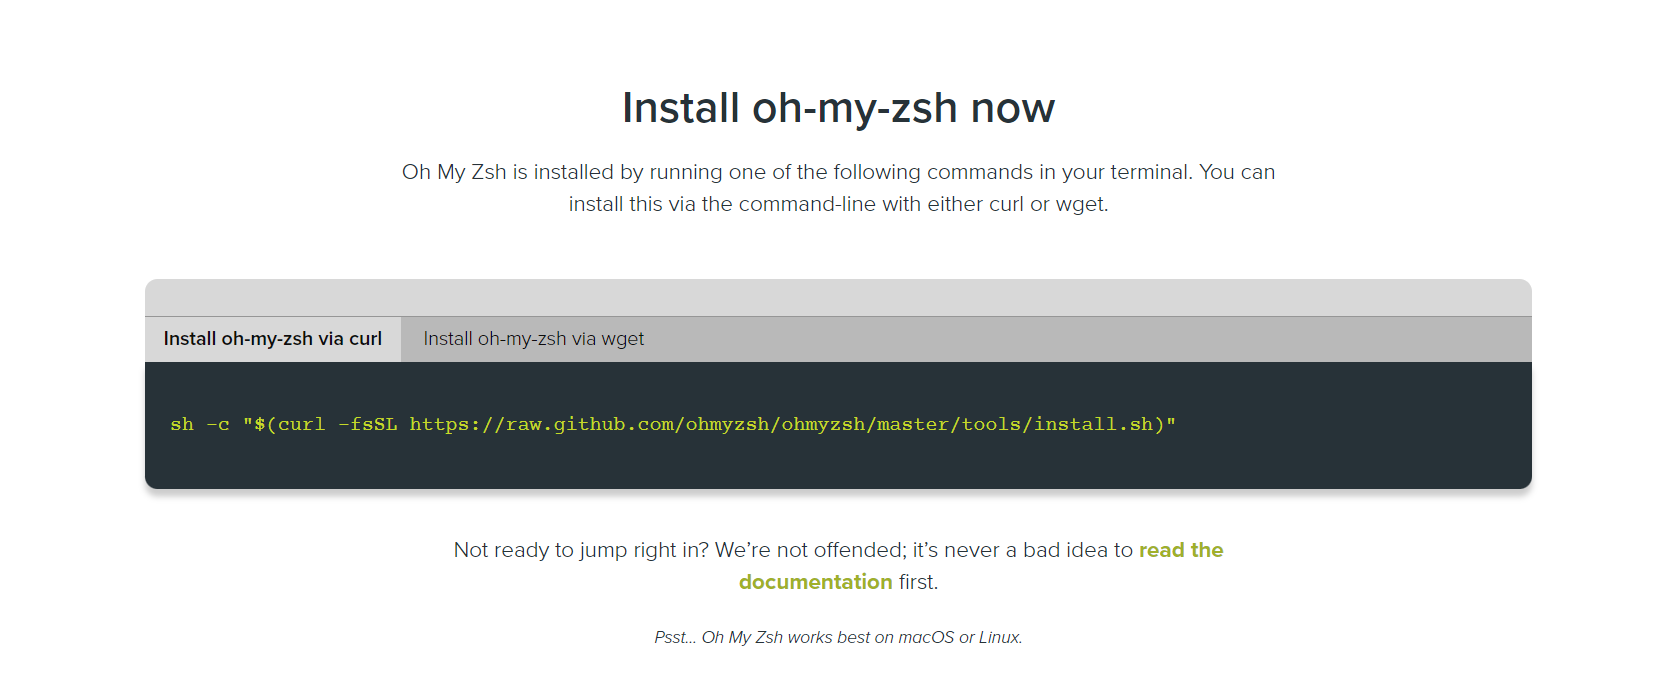 Install oh-my-zsh now
Oh My Zsh is installed by running one of the following commands in your terminal. You can
install this via the command-line with either curl or wget.
Install oh-my-zsh via curl
Install oh-my-zsh via wget
sh -c "$(curl -fsSL https://raw.github.com/ohmyzsh/ohmyzsh/master/tools/install.sh)"
Not ready to jump right in? We’re not offended; it’s never a bad idea to read the
documentation first.
Psst... Oh My Zsh works best on macOS or Linux.